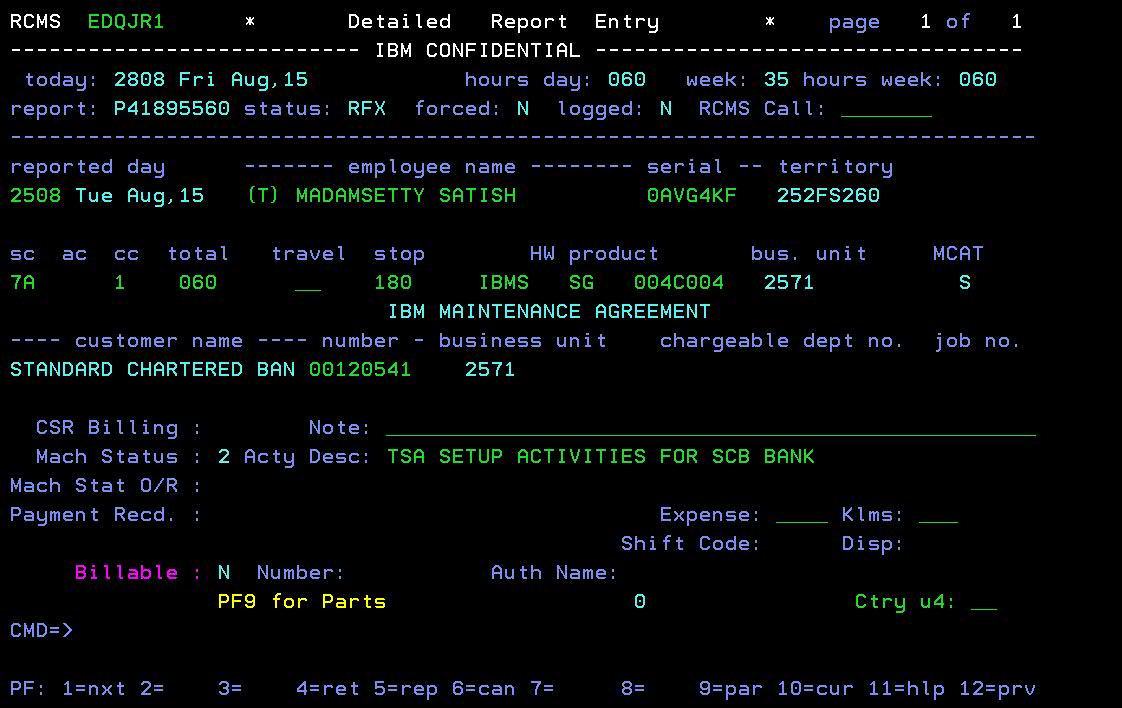 RCMS EDQJR1 * Detailed Report Entry * page 1 of 1
--------------------------- IBM CONFIDENTIAL ---------------------------------
today: 2808 Fri Aug,15 hours day: 060 week: 35 hours week: 060
report: P41895560 status: RFX forced: N logged: N RCMS Call: _______
-------------------------------------------------------------------------------
reported day ------- employee name -------- serial -- territory
2508 Tue Aug,15 (T) MADAMSETTY SATISH 0AVG4KF 252FS260
sc ac cc total travel stop HW product bus. unit MCAT
7A 1 060 __ 180 IBMS SG 004C004 2571 S
IBM MAINTENANCE AGREEMENT
---- customer name ---- number - business unit chargeable dept no. job no.
STANDARD CHARTERED BAN 00120541 2571
CSR Billing : Note: __________________________________________________
Mach Status : 2 Acty Desc: TSA SETUP ACTIVITIES FOR SCB BANK
Mach Stat O/R :
Payment Recd. : Expense: ____ Klms: ___
Shift Code: Disp:
Billable : N Number: Auth Name:
PF9 for Parts 0 Ctry u4: __
CMD=>
PF: 1=nxt 2= 3= 4=ret 5=rep 6=can 7= 8= 9=par 10=cur 11=hlp 12=prv